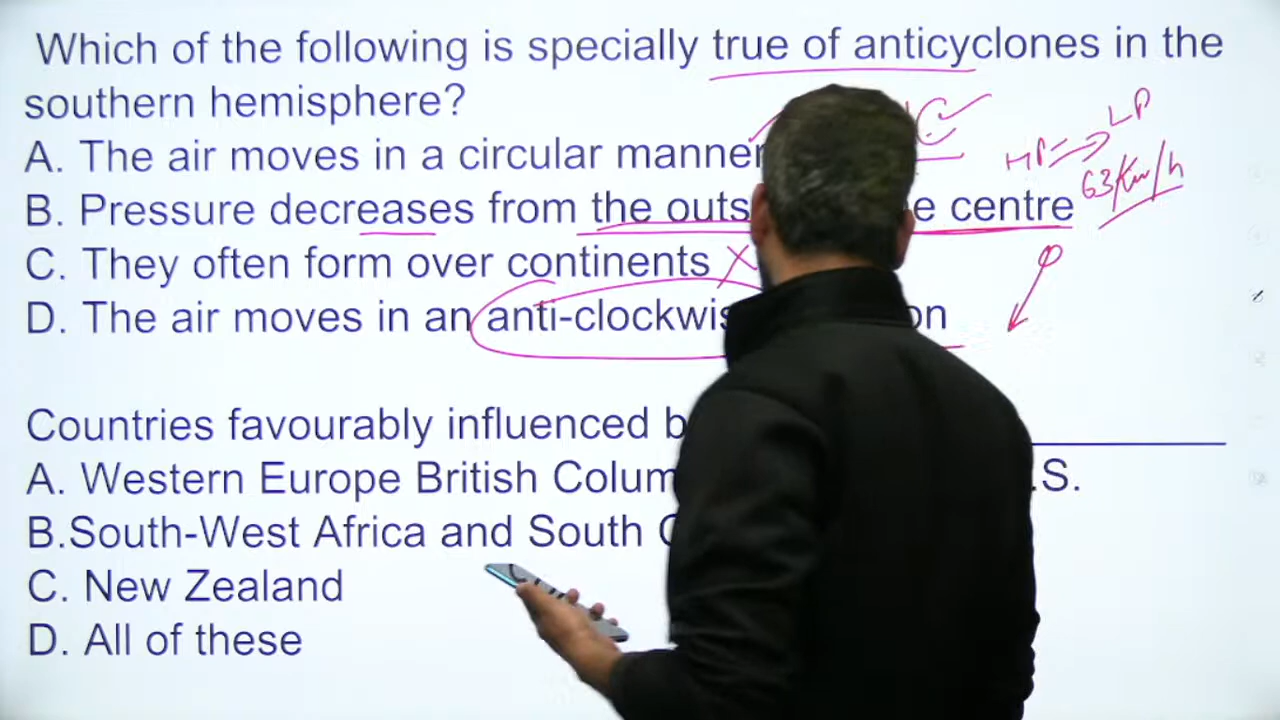 Which of the following is specially true of anticyclones in the
southern hemisphere?
A. The air moves in a circular manner
HP LP
B. Pressure decreases from the centre
63 Km/h
C. They often form over continents
D. The air moves in an anti-clockwis on
Countries favourably influenced b
A. Western Europe British Colum .S.
B.South-West Africa and South
C. New Zealand
D. All of these